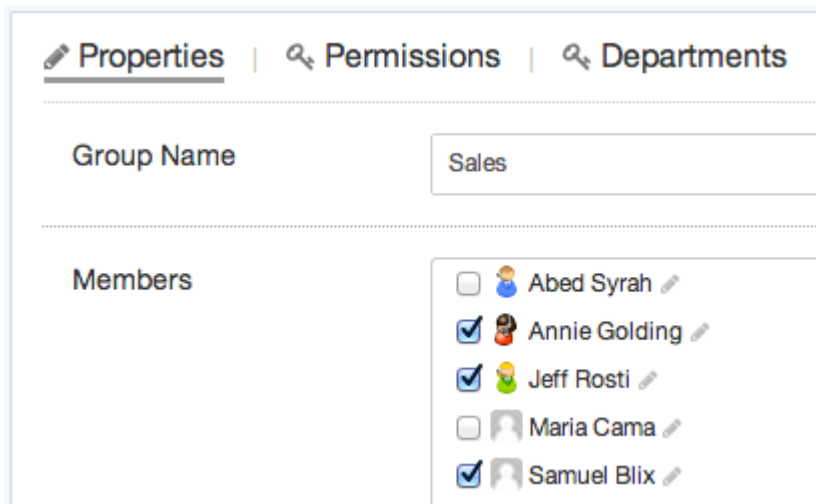 Properties | Permissions | Departments
Group Name
Sales
Members
Abed Syrah
Annie Golding
Jeff Rosti
Maria Cama
Samuel Blix